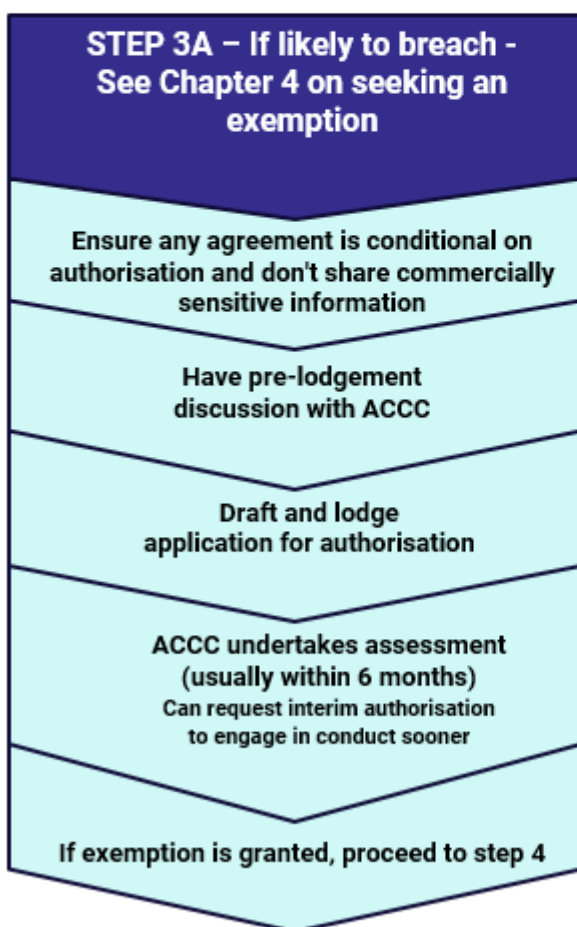 STEP 3A – If likely to breach -
See Chapter 4 on seeking an
exemption
Ensure any agreement is conditional on
authorisation and don't share commercially
sensitive information
Have pre-lodgement
discussion with ACCC
Draft and lodge
application for authorisation
ACCC undertakes assessment
(usually within 6 months)
Can request interim authorisation
to engage in conduct sooner
If exemption is granted, proceed to step 4